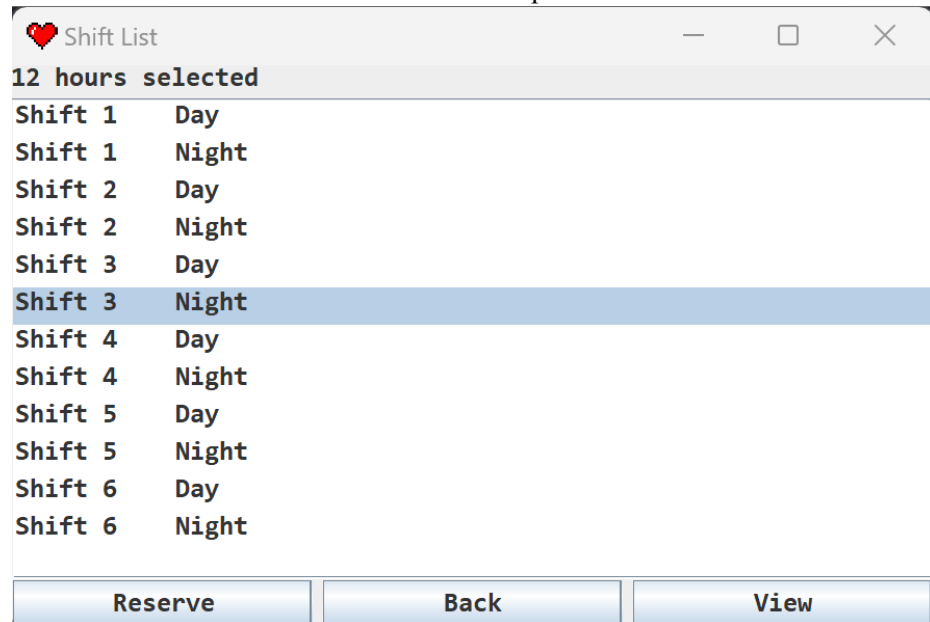 Shift List
12 hours selected
Shift 1 Day
Shift 1 Night
Shift 2 Day
Shift 2 Night
Shift 3 Day
Shift 3 Night
Shift 4 Day
Shift 4 Night
Shift 5 Day
Shift 5 Night
Shift 6 Day
Shift 6 Night
Reserve Back View